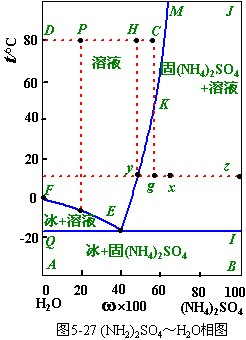 M J
D P H C
80
溶液
固(NH₄)₂SO₄
+溶液
60
t/°C
K
40
20
y g x z
F
0
E
冰+溶液
-20
Q I
冰+固(NH₄)₂SO₄
A B
0 20 40 60 80 100
H₂O ω×100 (NH₄)₂SO₄
图5-27 (NH₂)₂SO₄~H₂O相图